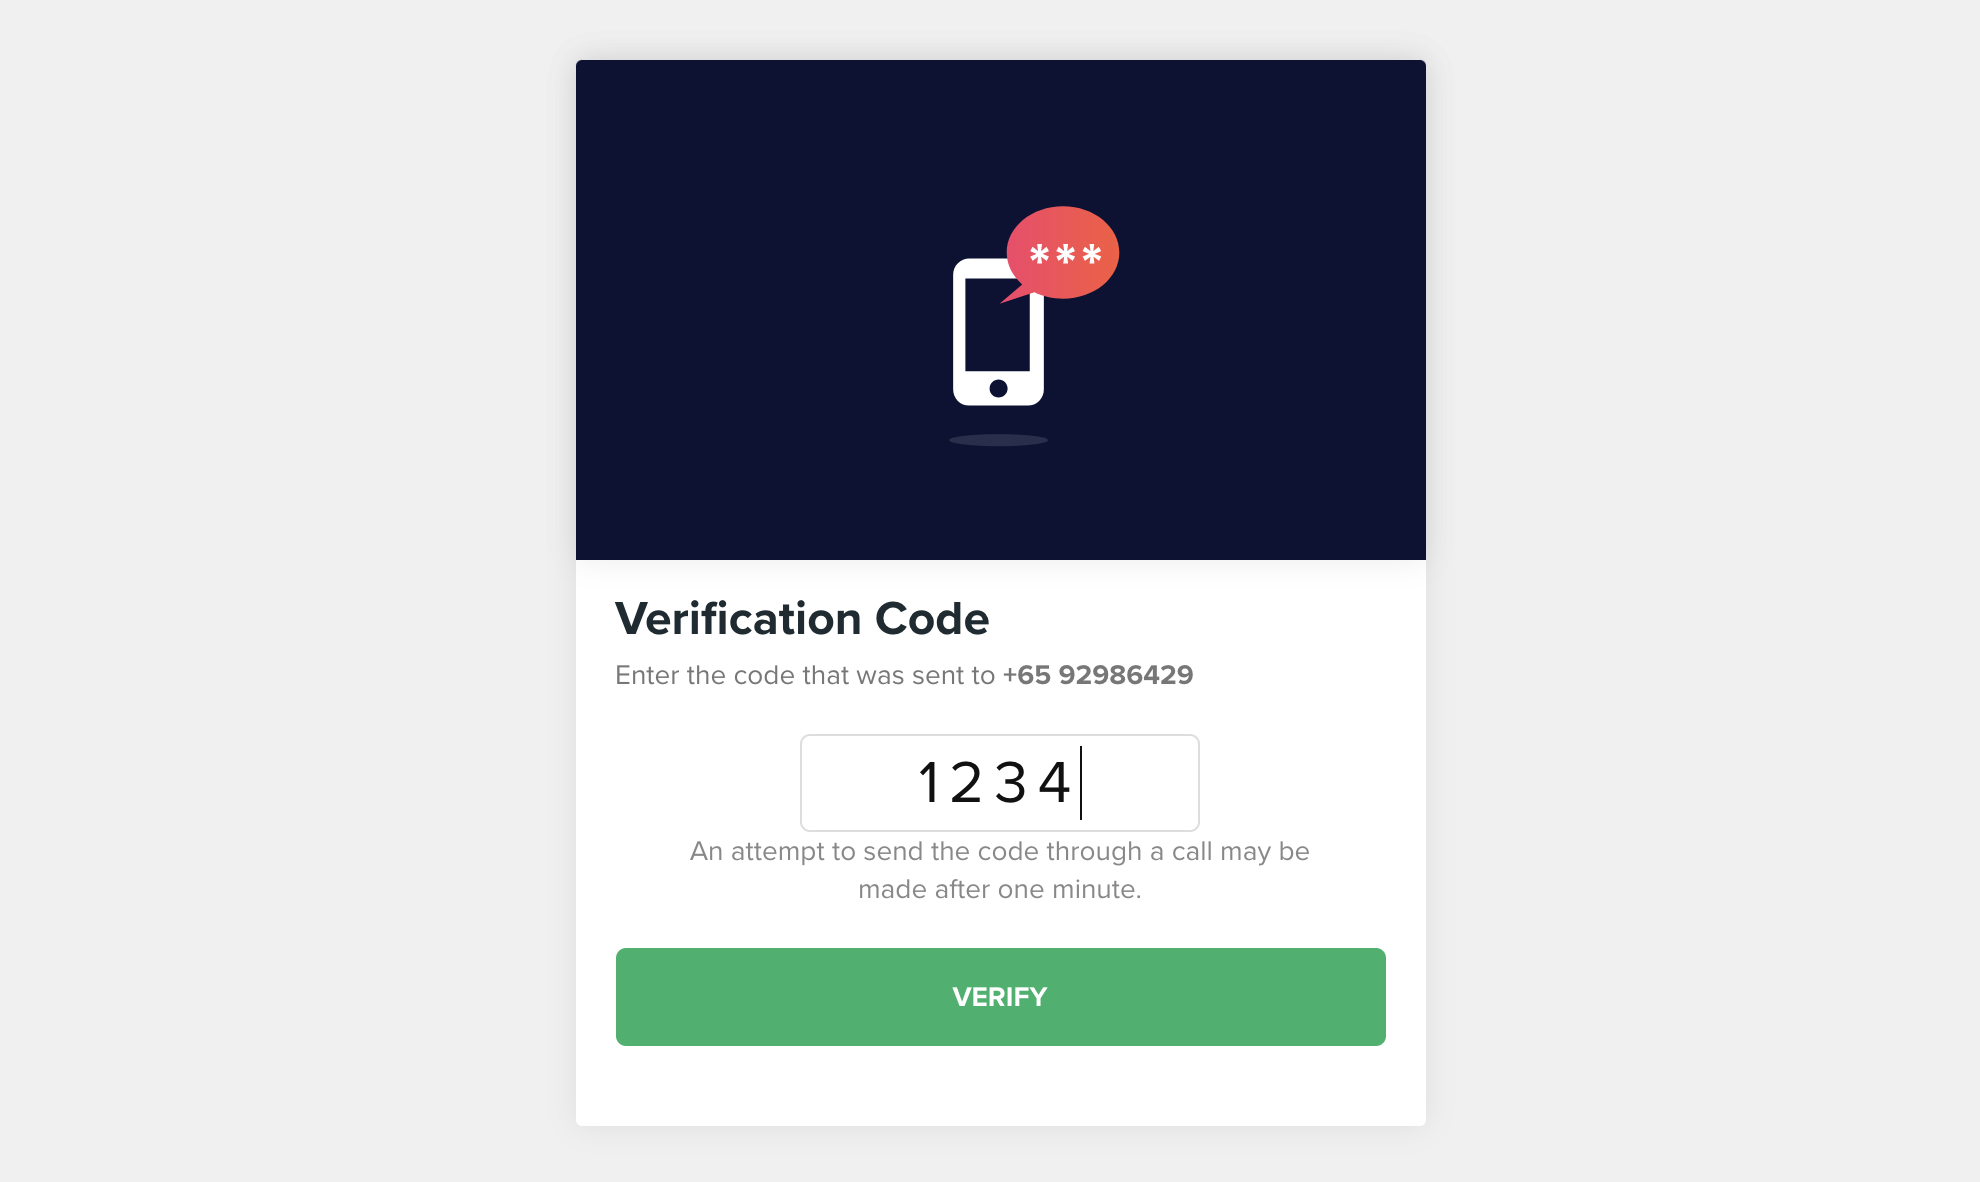 ***
Verification Code
Enter the code that was sent to +65 92986429
1234
An attempt to send the code through a call may be
made after one minute.
VERIFY